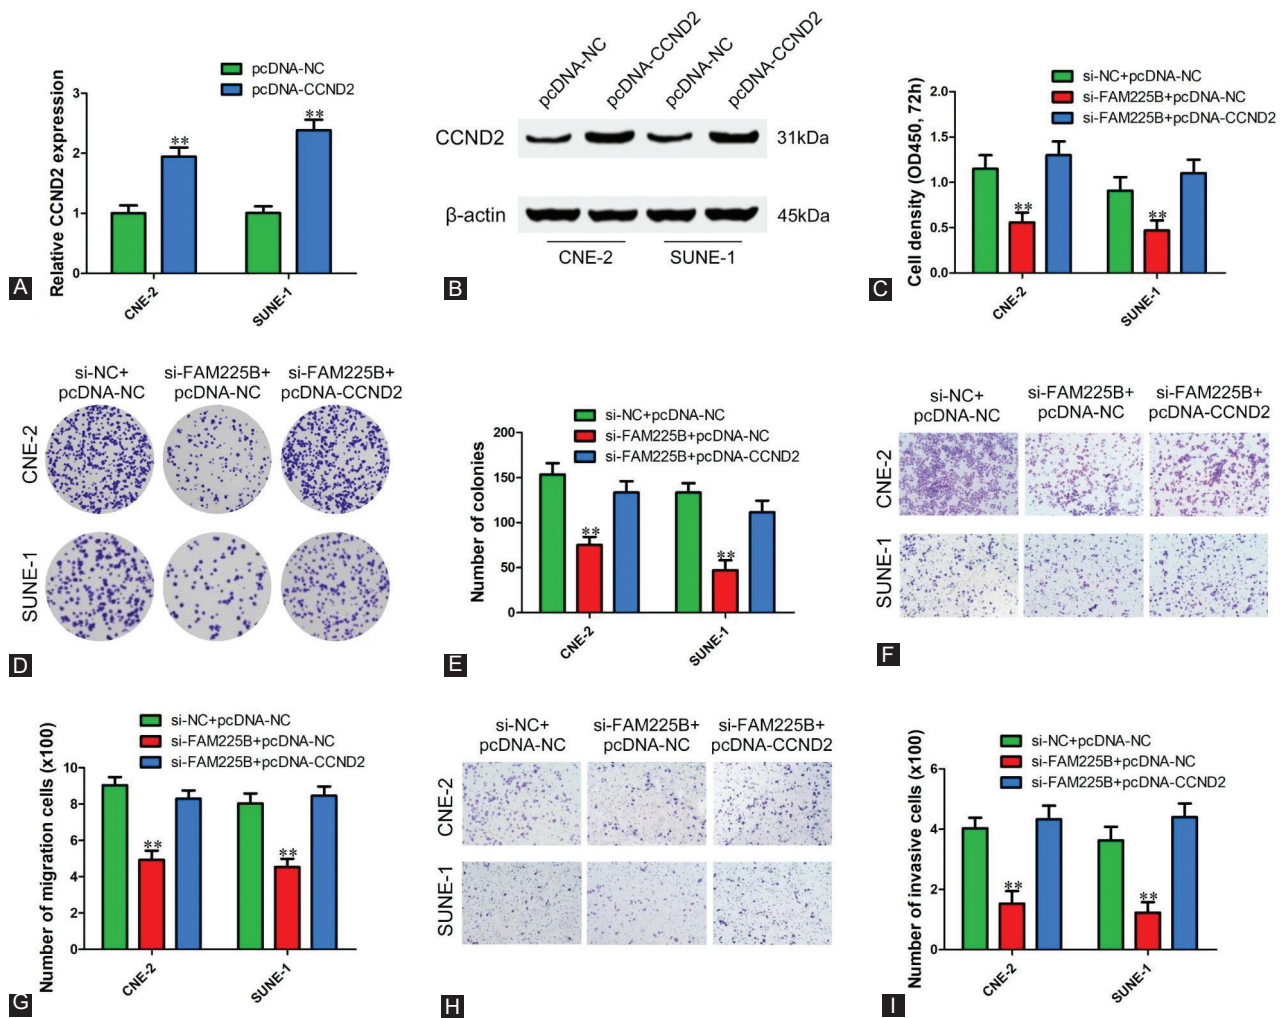 pcDNA-NC
pcDNA-CCND2
Relative CCND2 expression
3
2
1
0
**
**
CNE-2
SUNE-1
A
pcDNA-NC
pcDNA-CCND2
pcDNA-NC
pcDNA-CCND2
CCND2
31kDa
β-actin
45kDa
CNE-2
SUNE-1
B
si-NC+pcDNA-NC
si-FAM225B+pcDNA-NC
si-FAM225B+pcDNA-CCND2
Cell density (OD450, 72h)
2.0
1.5
1.0
0.5
0.0
**
**
CNE-2
SUNE-1
C
si-NC+
pcDNA-NC
si-FAM225B+
pcDNA-NC
si-FAM225B+
pcDNA-CCND2
CNE-2
SUNE-1
D
si-NC+pcDNA-NC
si-FAM225B+pcDNA-NC
si-FAM225B+pcDNA-CCND2
Number of colonies
200
150
100
50
0
**
**
CNE-2
SUNE-1
E
si-NC+
pcDNA-NC
si-FAM225B+
pcDNA-NC
si-FAM225B+
pcDNA-CCND2
CNE-2
SUNE-1
F
si-NC+pcDNA-NC
si-FAM225B+pcDNA-NC
si-FAM225B+pcDNA-CCND2
Number of migration cells (x100)
10
8
6
4
2
0
**
**
CNE-2
SUNE-1
G
si-NC+
pcDNA-NC
si-FAM225B+
pcDNA-NC
si-FAM225B+
pcDNA-CCND2
CNE-2
SUNE-1
H
si-NC+pcDNA-NC
si-FAM225B+pcDNA-NC
si-FAM225B+pcDNA-CCND2
Number of invasive cells (x100)
6
4
2
0
**
**
CNE-2
SUNE-1
I